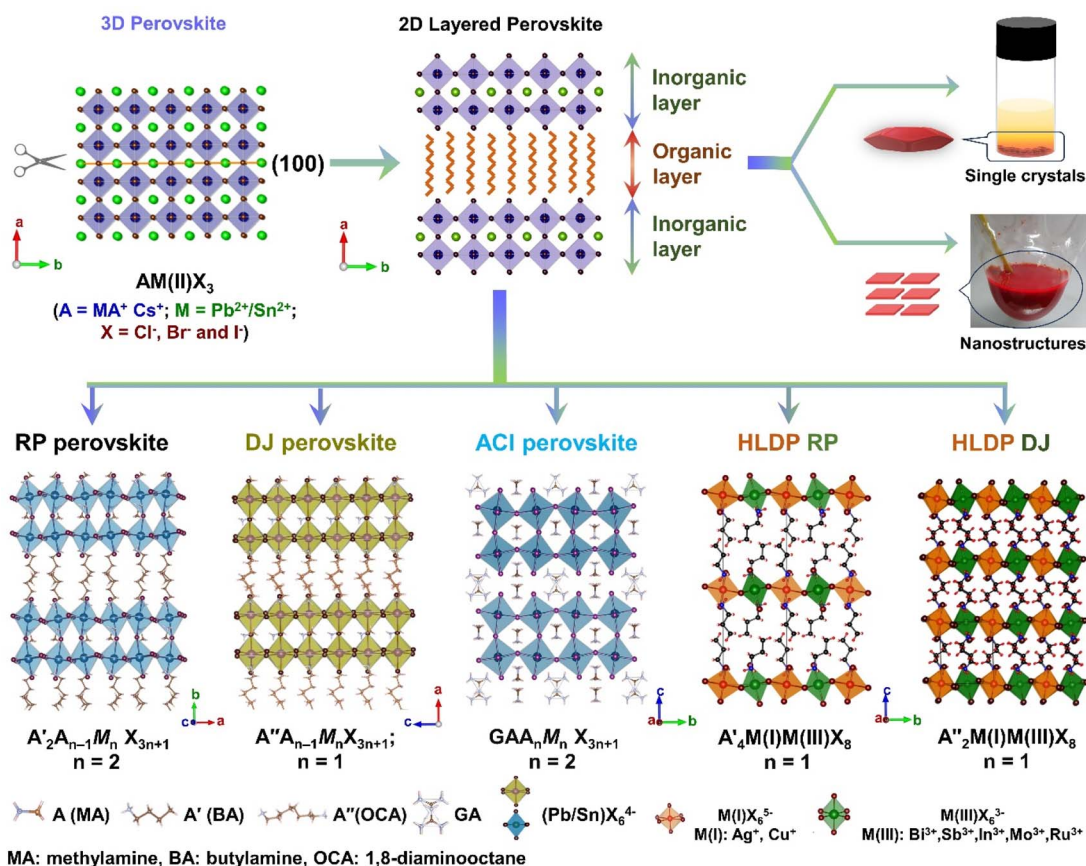 3D Perovskite
2D Layered Perovskite
(100)
a
b
a
b
AM(II)X₃
(A = MA⁺ Cs⁺; M = Pb²⁺/Sn²⁺;
X = Cl⁻, Br⁻ and I⁻)
Inorganic
layer
Organic
layer
Inorganic
layer
Single crystals
Nanostructures
RP perovskite
DJ perovskite
ACI perovskite
HLDP RP
HLDP DJ
b
c a
a
c
c
a b
c
a b
A'₂Aₙ₋₁Mₙ X₃ₙ₊₁
n = 2
A''Aₙ₋₁MₙX₃ₙ₊₁;
n = 1
GAAₙMₙ X₃ₙ₊₁
n = 2
A'₄M(I)M(III)X₈
n = 1
A''₂M(I)M(III)X₈
n = 1
A (MA)
A' (BA)
A''(OCA)
GA
(Pb/Sn)X₆⁴⁻
M(I)X₆⁵⁻
M(I): Ag⁺, Cu⁺
M(III)X₆³⁻
M(III): Bi³⁺,Sb³⁺,In³⁺,Mo³⁺,Ru³⁺
MA: methylamine, BA: butylamine, OCA: 1,8-diaminooctane